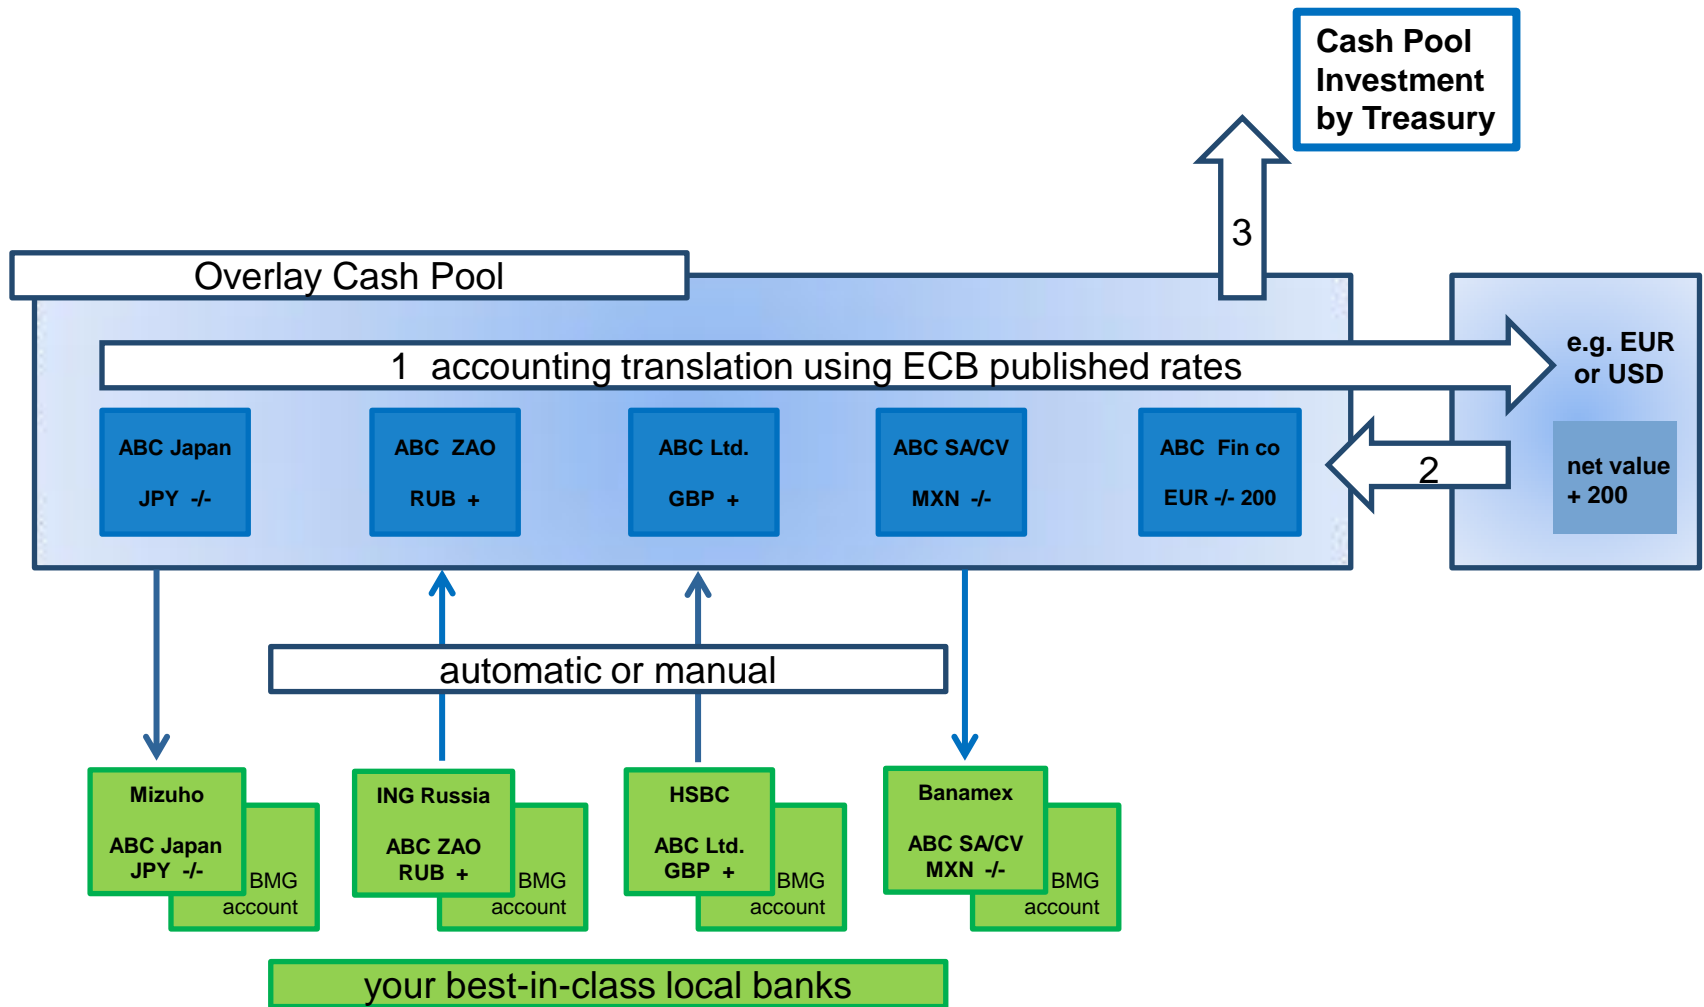 Cash Pool
Investment
by Treasury
3
Overlay Cash Pool
1 accounting translation using ECB published rates
e.g. EUR
or USD
ABC Japan
JPY -/-
ABC ZAO
RUB +
ABC Ltd.
GBP +
ABC SA/CV
MXN -/-
ABC Fin co
EUR -/- 200
2
net value
+ 200
automatic or manual
Mizuho
ABC Japan
JPY -/-
BMG
account
ING Russia
ABC ZAO
RUB +
BMG
account
HSBC
ABC Ltd.
GBP +
BMG
account
Banamex
ABC SA/CV
MXN -/-
BMG
account
your best-in-class local banks